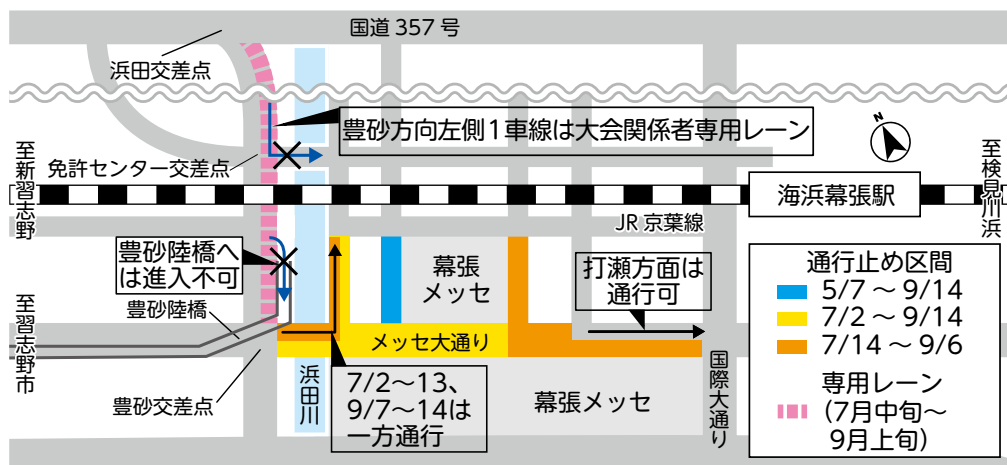 国道 357 号
浜田交差点
豊砂方向左側1車線は大会関係者専用レーン
N
至新習志野
免許センター交差点
海浜幕張駅
至検見川浜
JR 京葉線
豊砂陸橋へ
は進入不可
幕張
メッセ
打瀬方面は
通行可
通行止め区間
5/7 ～ 9/14
7/2 ～ 9/14
7/14 ～ 9/6
専用レーン
(7月中旬～
9月上旬)
至習志野市
豊砂陸橋
メッセ大通り
豊砂交差点
浜田川
7/2～13、
9/7～14は
一方通行
幕張メッセ
国際大通り